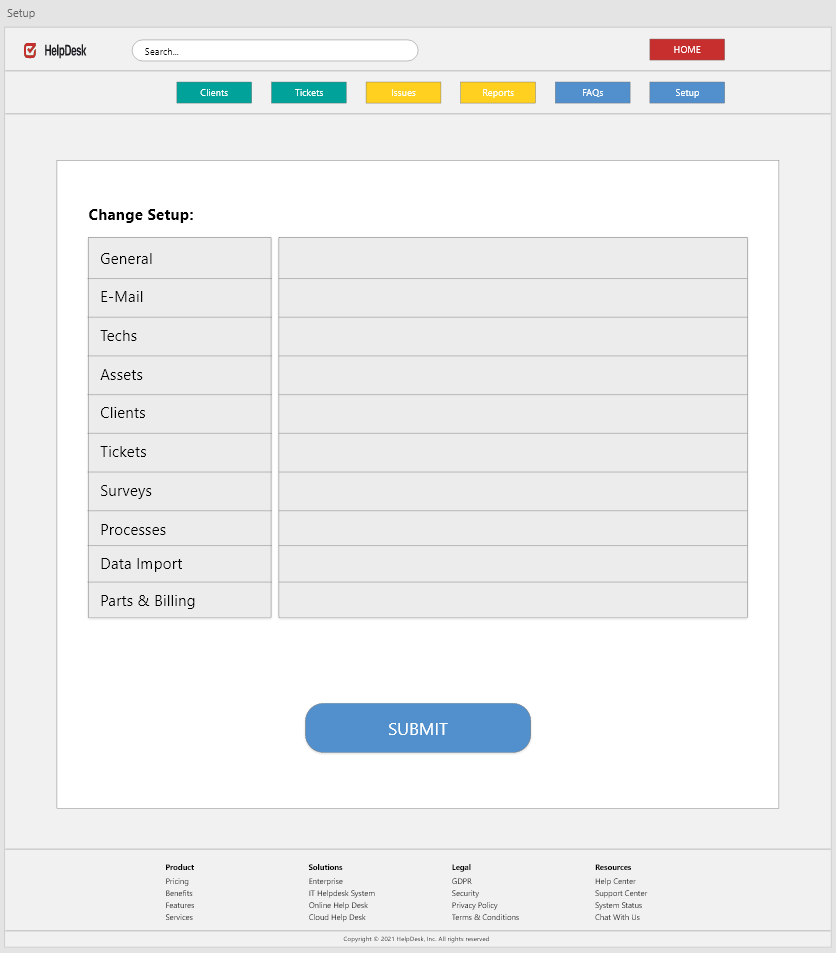 Setup
HelpDesk
Search...
HOME
Clients
Tickets
Issues
Reports
FAQs
Setup
Change Setup:
General
E-Mail
Techs
Assets
Clients
Tickets
Surveys
Processes
Data Import
Parts & Billing
SUBMIT
Product
Pricing
Benefits
Features
Services
Solutions
Enterprise
IT Helpdesk System
Online Help Desk
Cloud Help Desk
Legal
GDPR
Security
Privacy Policy
Terms & Conditions
Resources
Help Center
Support Center
System Status
Chat With Us
Copyright © 2021 HelpDesk, Inc. All rights reserved